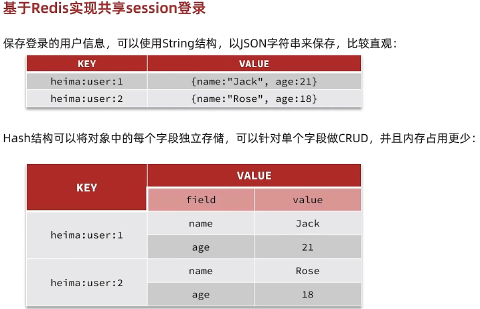 基于Redis实现共享session登录
保存登录的用户信息，可以使用String结构，以JSON字符串来保存，比较直观：
KEY VALUE
heima:user:1 {name:"Jack", age:21}
heima:user:2 {name:"Rose", age:18}
Hash结构可以将对象中的每个字段独立存储，可以针对单个字段做CRUD，并且内存占用更少：
KEY VALUE
field value
heima:user:1 name Jack
age 21
heima:user:2 name Rose
age 18